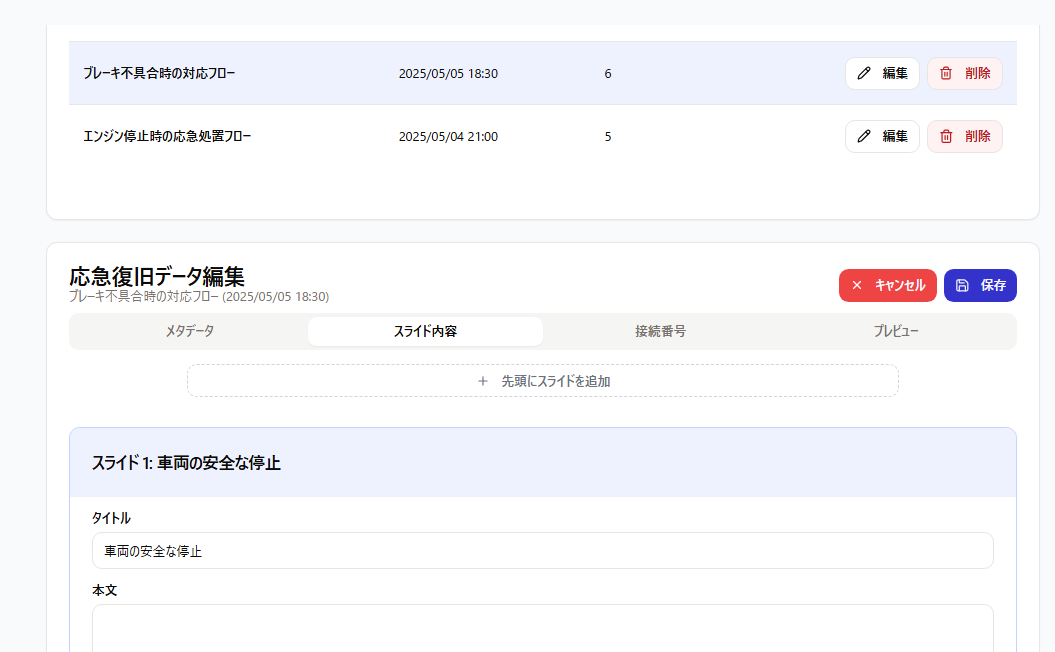 ブレーキ不具合時の対応フロー 2025/05/05 18:30 6 編集 削除
エンジン停止時の応急処置フロー 2025/05/04 21:00 5 編集 削除
応急復旧データ編集
ブレーキ不具合時の対応フロー (2025/05/05 18:30)
× キャンセル 保存
メタデータ スライド内容 接続番号 プレビュー
+ 先頭にスライドを追加
スライド 1: 車両の安全な停止
タイトル
車両の安全な停止
本文